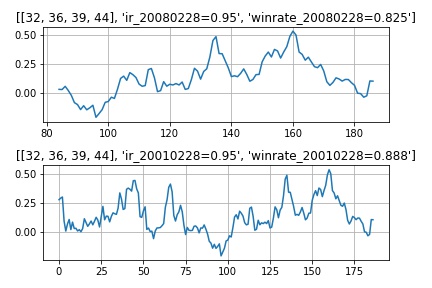 [[32, 36, 39, 44], 'ir_20080228=0.95', 'winrate_20080228=0.825']
0.50
0.25
0.00
80 100 120 140 160 180
[[32, 36, 39, 44], 'ir_20010228=0.95', 'winrate_20010228=0.888']
0.50
0.25
0.00
0 25 50 75 100 125 150 175